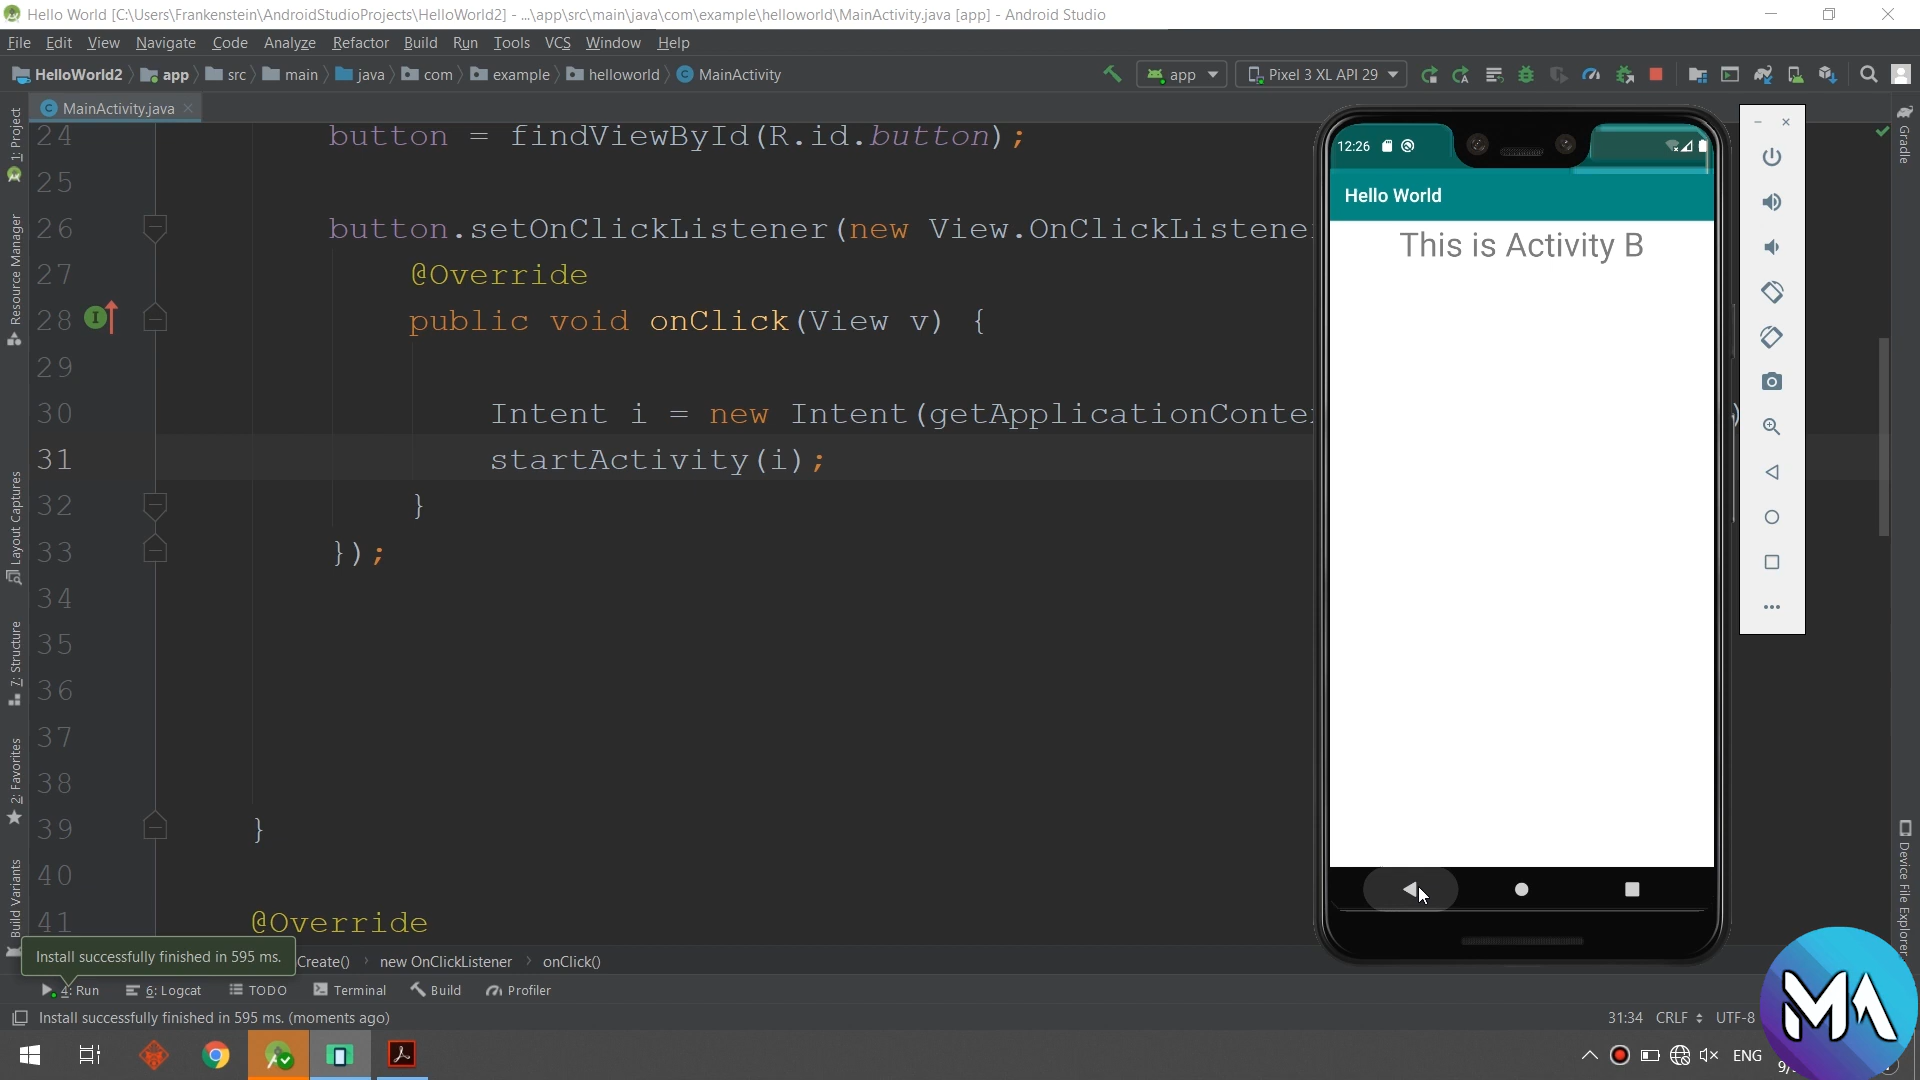 Hello World [C:\Users\Frankenstein\AndroidStudioProjects\HelloWorld2] - ...\app\src\main\java\com\example\helloworld\MainActivity.java [app] - Android Studio
File Edit View Navigate Code Analyze Refactor Build Run Tools VCS Window Help
HelloWorld2 app src main java com example helloworld MainActivity
app Pixel 3 XL API 29
MainActivity.java
1: Project
Resource Manager
Layout Captures
7: Structure
2: Favorites
Build Variants
24 button = findViewById(R.id.button);
25
26 button.setOnClickListener(new View.OnClickListene
27 @Override
28 public void onClick(View v) {
29
30 Intent i = new Intent(getApplicationConte
31 startActivity(i);
32 }
33 });
34
35
36
37
38
39 }
40
41 @Override
12:26
Hello World
This is Activity B
Gradle
Device File Explorer
Install successfully finished in 595 ms.
Create() new OnClickListener onClick()
4: Run 6: Logcat TODO Terminal Build Profiler
Install successfully finished in 595 ms. (moments ago)
31:34 CRLF UTF-8
ENG
MA